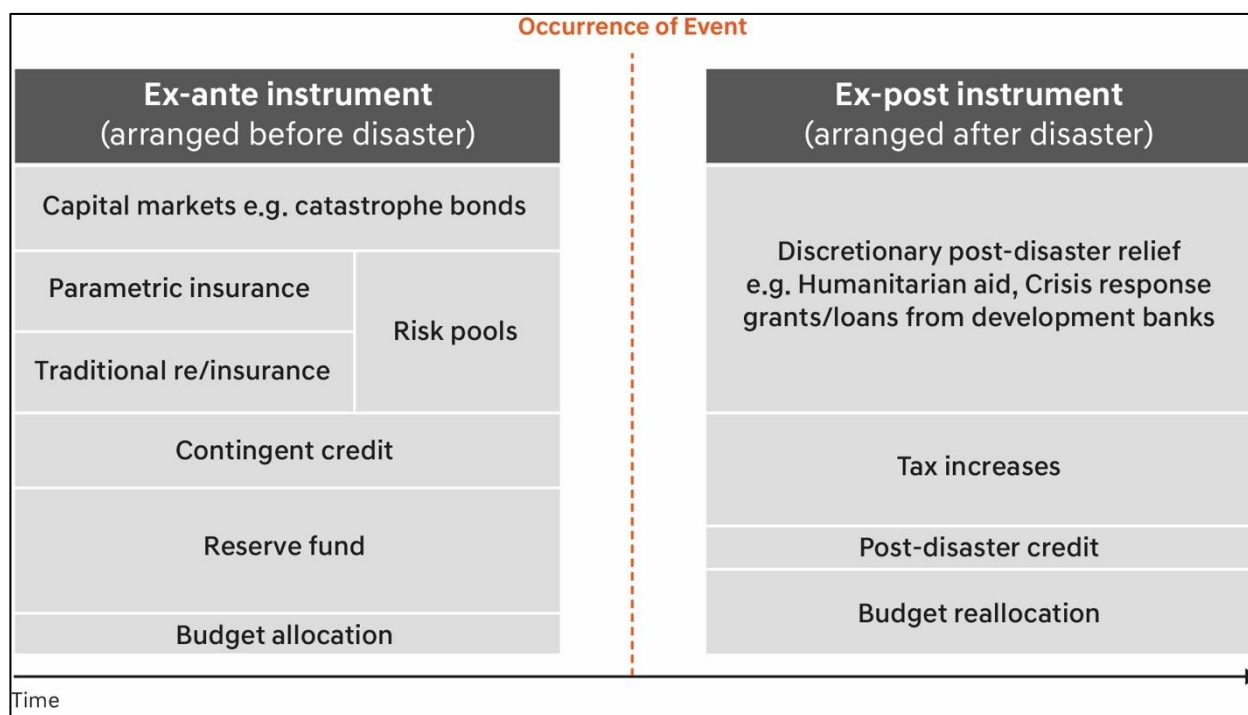 Occurrence of Event
Ex-ante instrument
(arranged before disaster)
Capital markets e.g. catastrophe bonds
Parametric insurance
Traditional re/insurance
Risk pools
Contingent credit
Reserve fund
Budget allocation
Ex-post instrument
(arranged after disaster)
Discretionary post-disaster relief
e.g. Humanitarian aid, Crisis response
grants/loans from development banks
Tax increases
Post-disaster credit
Budget reallocation
Time